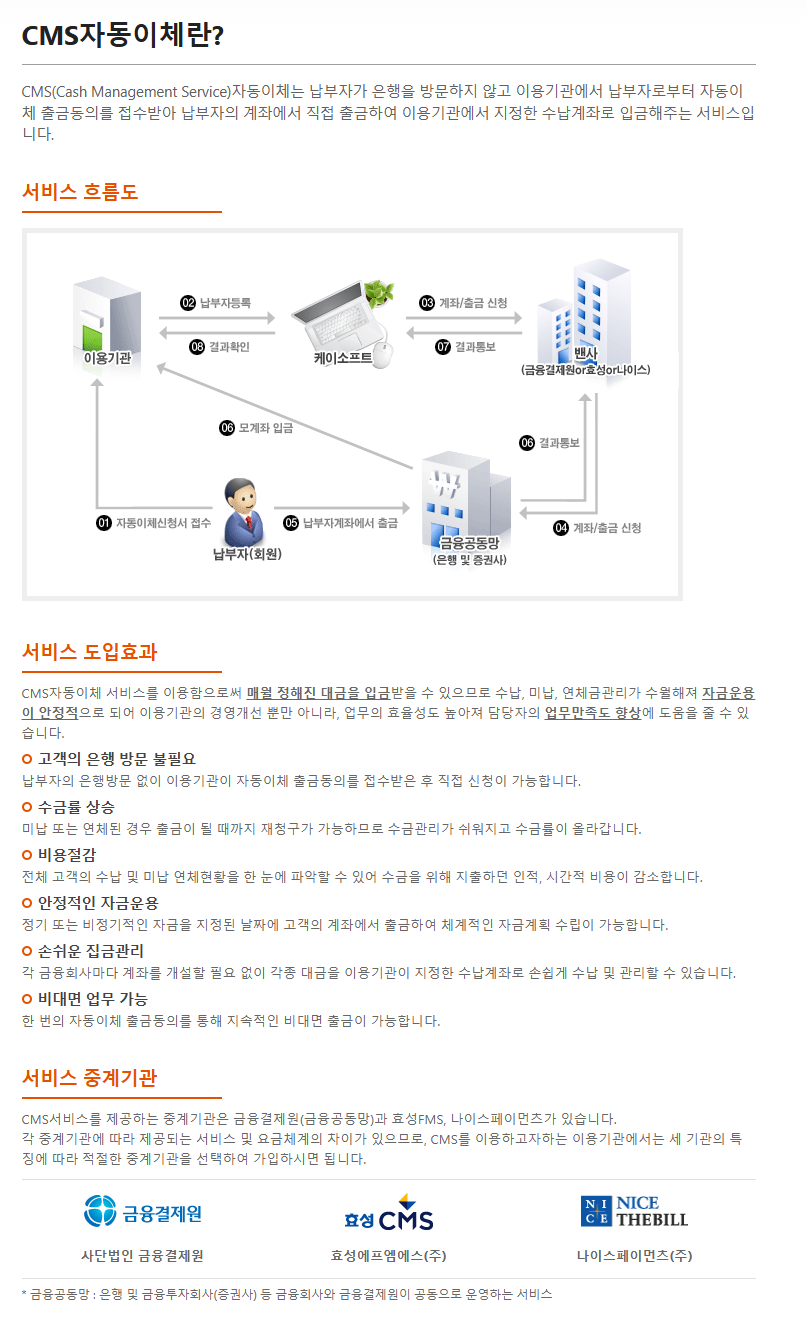 CMS자동이체란?
CMS(Cash Management Service)자동이체는 납부자가 은행을 방문하지 않고 이용기관에서 납부자로부터 자동이
체 출금동의를 접수받아 납부자의 계좌에서 직접 출금하여 이용기관에서 지정한 수납계좌로 입금해주는 서비스입
니다.
서비스 흐름도
02 납부자등록
03 계좌/출금 신청
08 결과확인
07 결과통보
이용기관
케이소프트
밴사
(금융결제원or효성or나이스)
06 모계좌 입금
06 결과통보
01 자동이체신청서 접수
05 납부자계좌에서 출금
04 계좌/출금 신청
납부자(회원)
금융공동망
(은행 및 증권사)
서비스 도입효과
CMS자동이체 서비스를 이용함으로써 매월 정해진 대금을 입금받을 수 있으므로 수납, 미납, 연체금관리가 수월해져 자금운용
이 안정적으로 되어 이용기관의 경영개선 뿐만 아니라, 업무의 효율성도 높아져 담당자의 업무만족도 향상에 도움을 줄 수 있
습니다.
고객의 은행 방문 불필요
납부자의 은행방문 없이 이용기관이 자동이체 출금동의를 접수받은 후 직접 신청이 가능합니다.
수금률 상승
미납 또는 연체된 경우 출금이 될 때까지 재청구가 가능하므로 수금관리가 쉬워지고 수금률이 올라갑니다.
비용절감
전체 고객의 수납 및 미납 연체현황을 한 눈에 파악할 수 있어 수금을 위해 지출하던 인적, 시간적 비용이 감소합니다.
안정적인 자금운용
정기 또는 비정기적인 자금을 지정된 날짜에 고객의 계좌에서 출금하여 체계적인 자금계획 수립이 가능합니다.
손쉬운 집금관리
각 금융회사마다 계좌를 개설할 필요 없이 각종 대금을 이용기관이 지정한 수납계좌로 손쉽게 수납 및 관리할 수 있습니다.
비대면 업무 가능
한 번의 자동이체 출금동의를 통해 지속적인 비대면 출금이 가능합니다.
서비스 중계기관
CMS서비스를 제공하는 중계기관은 금융결제원(금융공동망)과 효성FMS, 나이스페이먼츠가 있습니다.
각 중계기관에 따라 제공되는 서비스 및 요금체계의 차이가 있으므로, CMS를 이용하고자하는 이용기관에서는 세 기관의 특
징에 따라 적절한 중계기관을 선택하여 가입하시면 됩니다.
금융결제원
효성 CMS
NICE NICE THEBILL
사단법인 금융결제원
효성에프엠에스(주)
나이스페이먼츠(주)
* 금융공동망 : 은행 및 금융투자회사(증권사) 등 금융회사와 금융결제원이 공동으로 운영하는 서비스